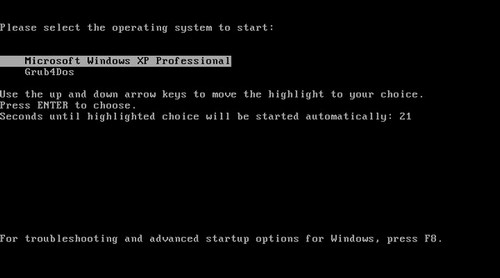 Please select the operating system to start:
Microsoft Windows XP Professional
Grub4Dos
Use the up and down arrow keys to move the highlight to your choice.
Press ENTER to choose.
Seconds until highlighted choice will be started automatically: 21
For troubleshooting and advanced startup options for Windows, press F8.